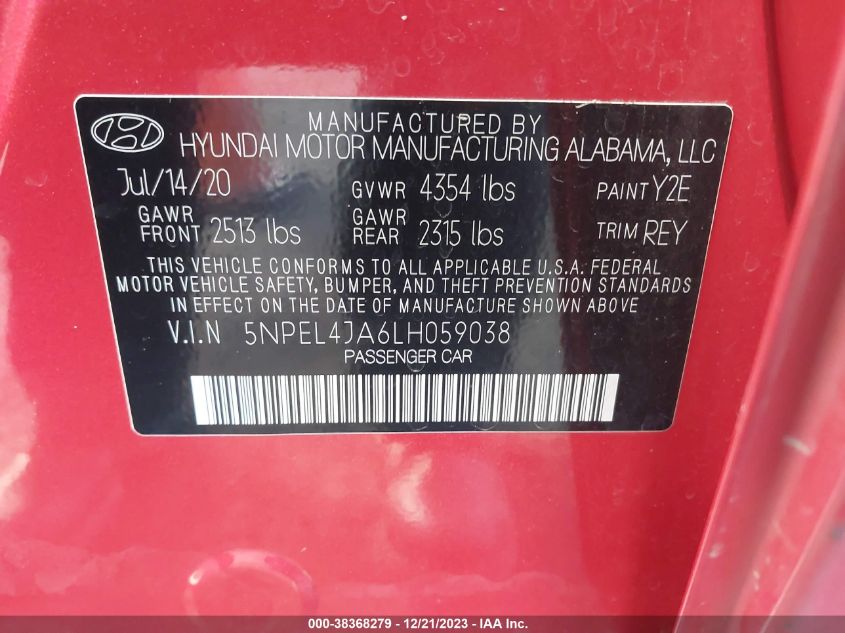 MANUFACTURED BY
HYUNDAI MOTOR MANUFACTURING ALABAMA, LLC
Jul/14/20 GVWR 4354 lbs PAINT Y2E
GAWR FRONT 2513 lbs GAWR REAR 2315 lbs TRIM REY
THIS VEHICLE CONFORMS TO ALL APPLICABLE U.S.A. FEDERAL
MOTOR VEHICLE SAFETY, BUMPER, AND THEFT PREVENTION STANDARDS
IN EFFECT ON THE DATE OF MANUFACTURE SHOWN ABOVE
V.I.N 5NPEL4JA6LH059038
PASSENGER CAR
000-38368279 - 12/21/2023 - IAA Inc.